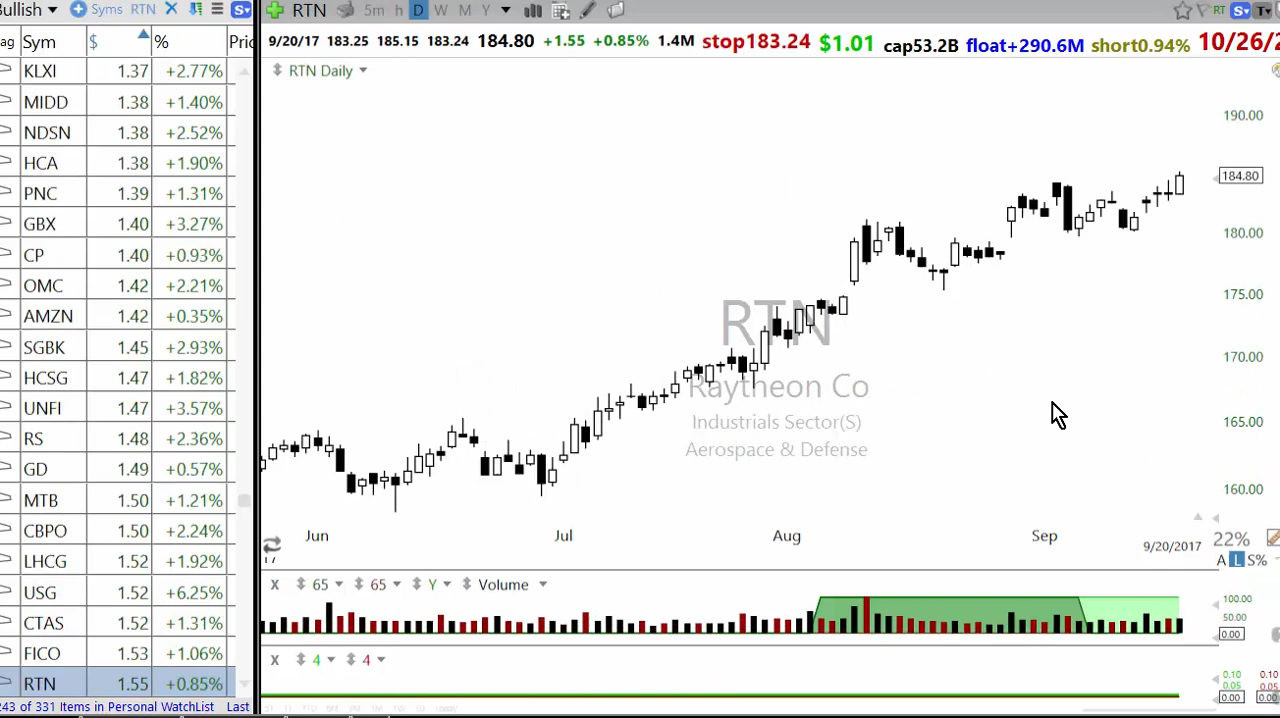 Bullish Syms RTN
ag Sym $ % Pric
KLXI 1.37 +2.77%
MIDD 1.38 +1.40%
NDSN 1.38 +2.52%
HCA 1.38 +1.90%
PNC 1.39 +1.31%
GBX 1.40 +3.27%
CP 1.40 +0.93%
OMC 1.42 +2.21%
AMZN 1.42 +0.35%
SGBK 1.45 +2.93%
HCSG 1.47 +1.82%
UNFI 1.47 +3.57%
RS 1.48 +2.36%
GD 1.49 +0.57%
MTB 1.50 +1.21%
CBPO 1.50 +2.24%
LHCG 1.52 +1.92%
USG 1.52 +6.25%
CTAS 1.52 +1.31%
FICO 1.53 +1.06%
RTN 1.55 +0.85%
243 of 331 Items in Personal WatchList Last
RTN 5m h D W M Y RT S T
9/20/17 183.25 185.15 183.24 184.80 +1.55 +0.85% 1.4M stop183.24 $1.01 cap53.2B float+290.6M short0.94% 10/26/2
RTN Daily
190.00
184.80
180.00
175.00
170.00
165.00
160.00
RTN
Raytheon Co
Industrials Sector(S)
Aerospace & Defense
Jun Jul Aug Sep 9/20/2017
22%
A L S%
X 65 65 Y Volume
100.00
50.00
0.00
X 4 4
0.10 0.10
0.05 0.05
0.00 0.00